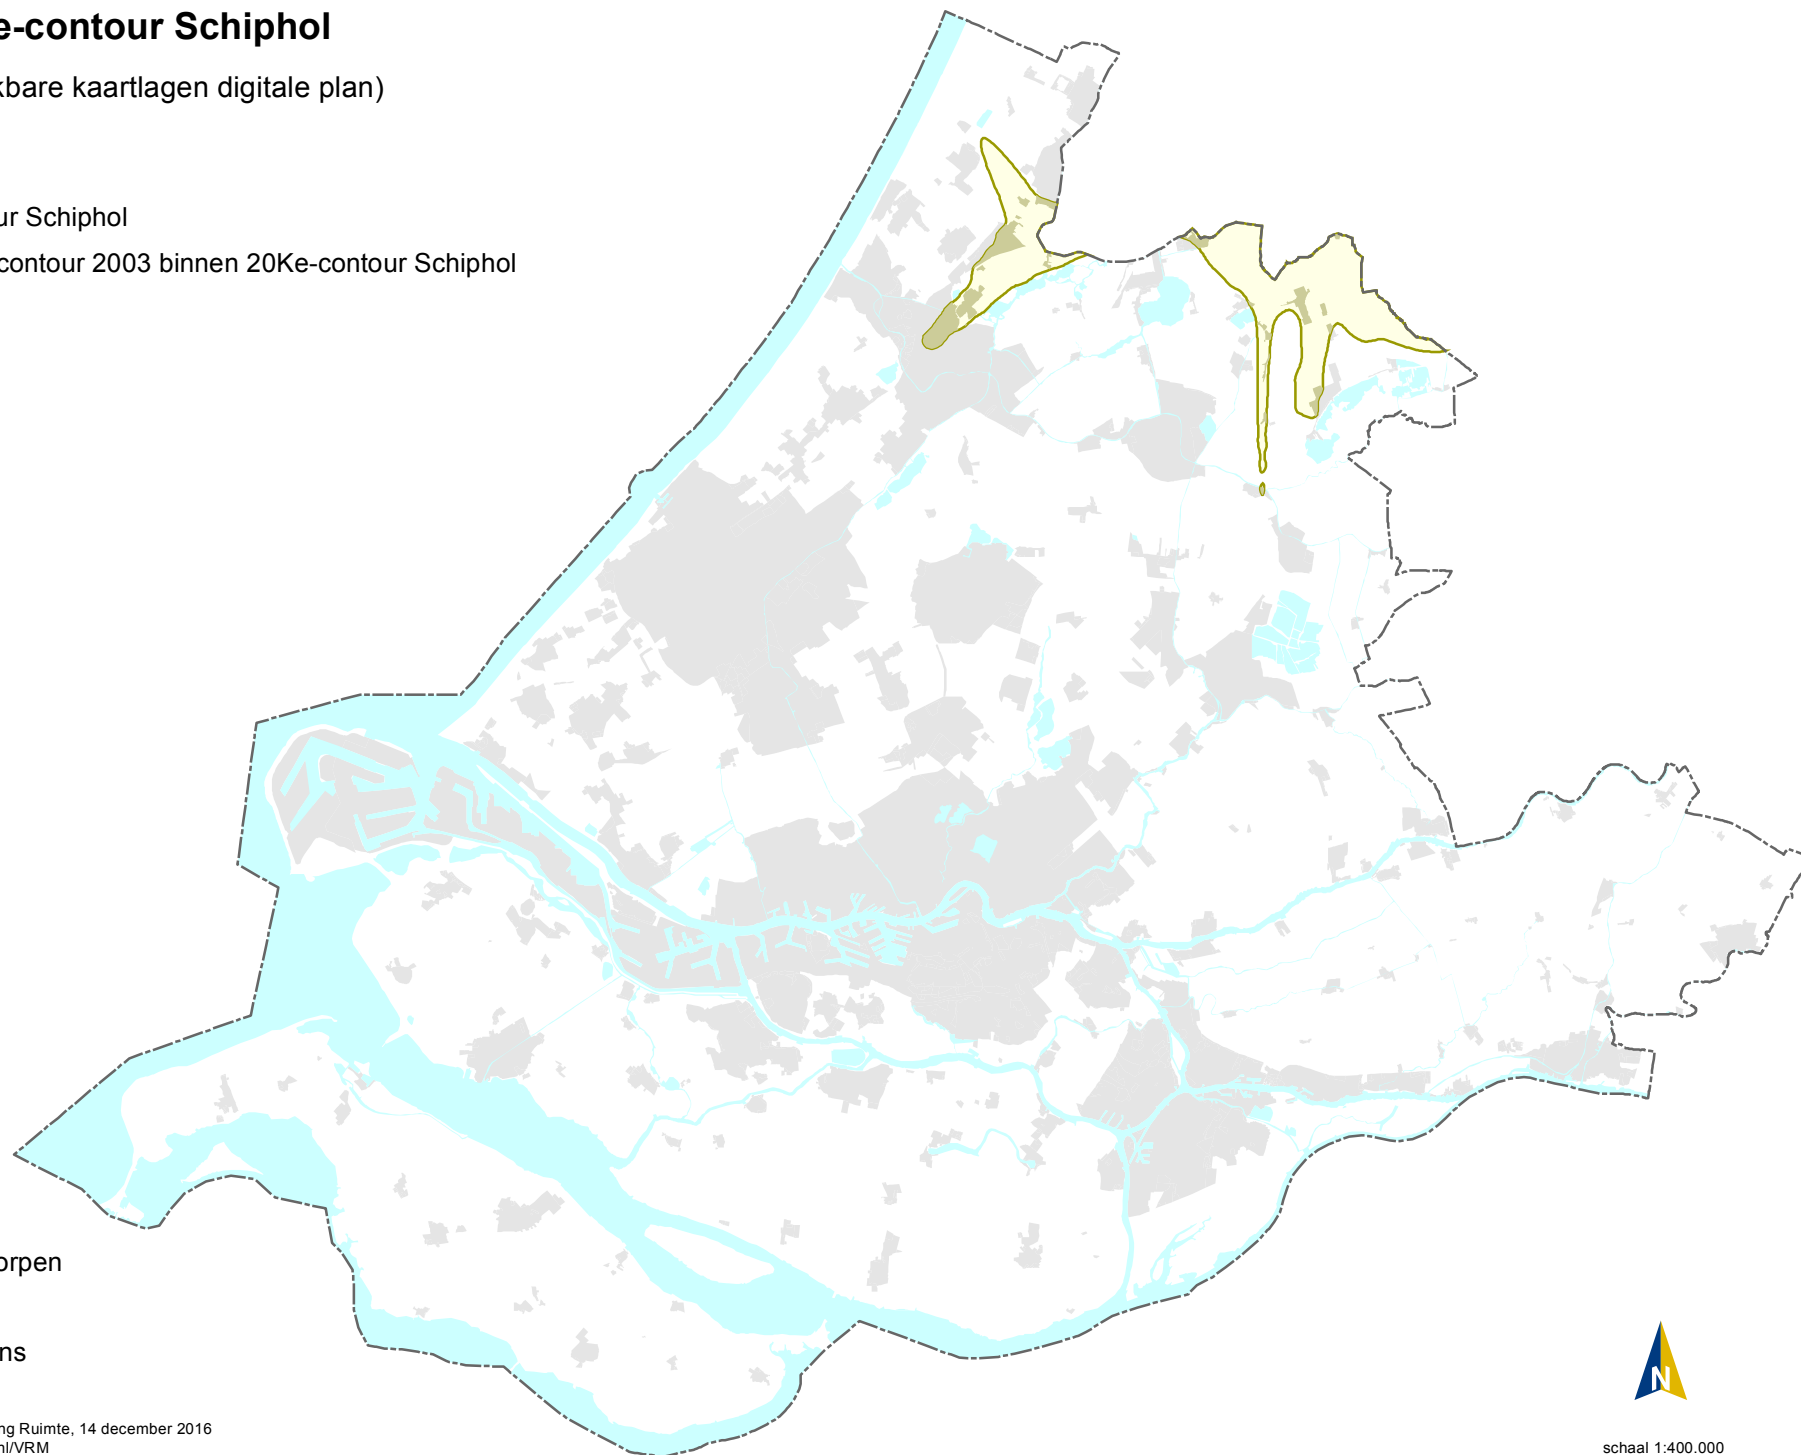 e-contour Schiphol
kbare kaartlagen digitale plan)
ur Schiphol
contour 2003 binnen 20Ke-contour Schiphol
orpen
ns
ng Ruimte, 14 december 2016
nl/VRM
N
schaal 1:400.000